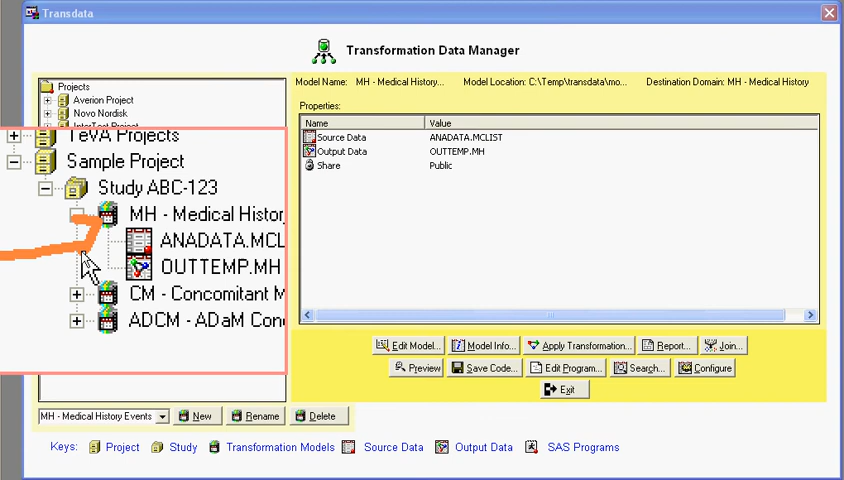 Transdata
Transformation Data Manager
Projects
Averion Project
Novo Nordisk
InterTest Project
TeVA Projects
Sample Project
Study ABC-123
MH - Medical Histor
ANADATA.MCL
OUTTEMP.MH
CM - Concomitant M
ADCM - ADaM Con
MH - Medical History Events
New
Rename
Delete
Model Name: MH - Medical History... Model Location: C:\Temp\transdata\mo... Destination Domain: MH - Medical History
Properties:
Name Value
Source Data ANADATA.MCLIST
Output Data OUTTEMP.MH
Share Public
Edit Model... Model Info... Apply Transformation... Report... Join...
Preview Save Code... Edit Program... Search... Configure
Exit
Keys: Project Study Transformation Models Source Data Output Data SAS Programs